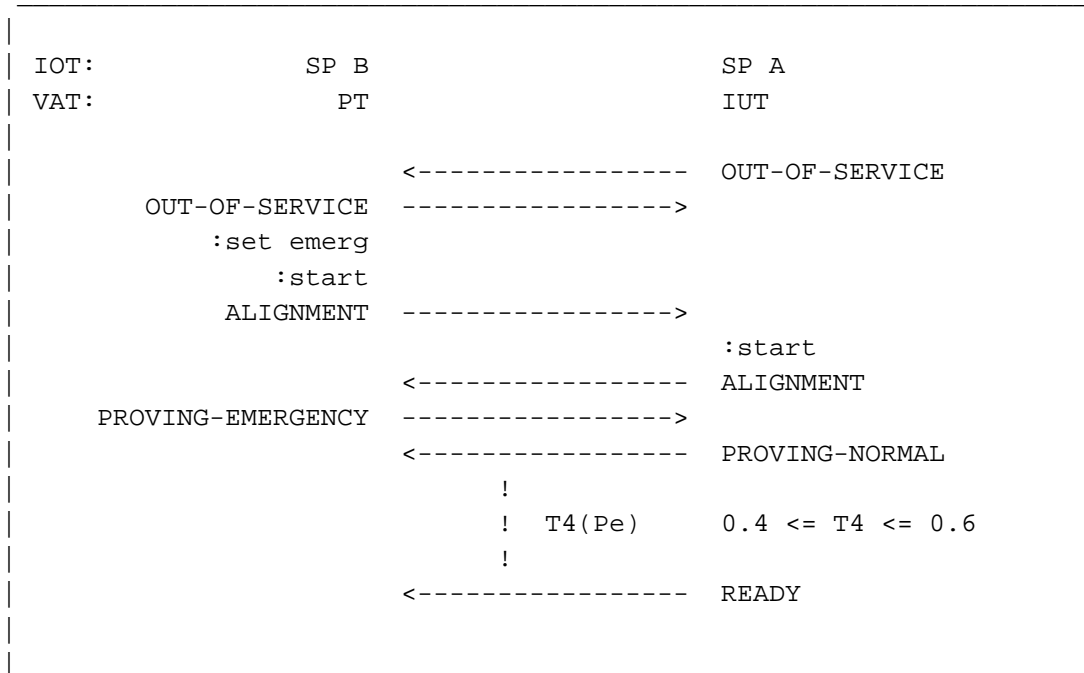 IOT: SP B SP A
VAT: PT IUT
<----------------- OUT-OF-SERVICE
OUT-OF-SERVICE ----------------->
:set emerg
:start
ALIGNMENT ----------------->
:start
<----------------- ALIGNMENT
PROVING-EMERGENCY ----------------->
<----------------- PROVING-NORMAL
!
! T4(Pe) 0.4 <= T4 <= 0.6
!
<----------------- READY